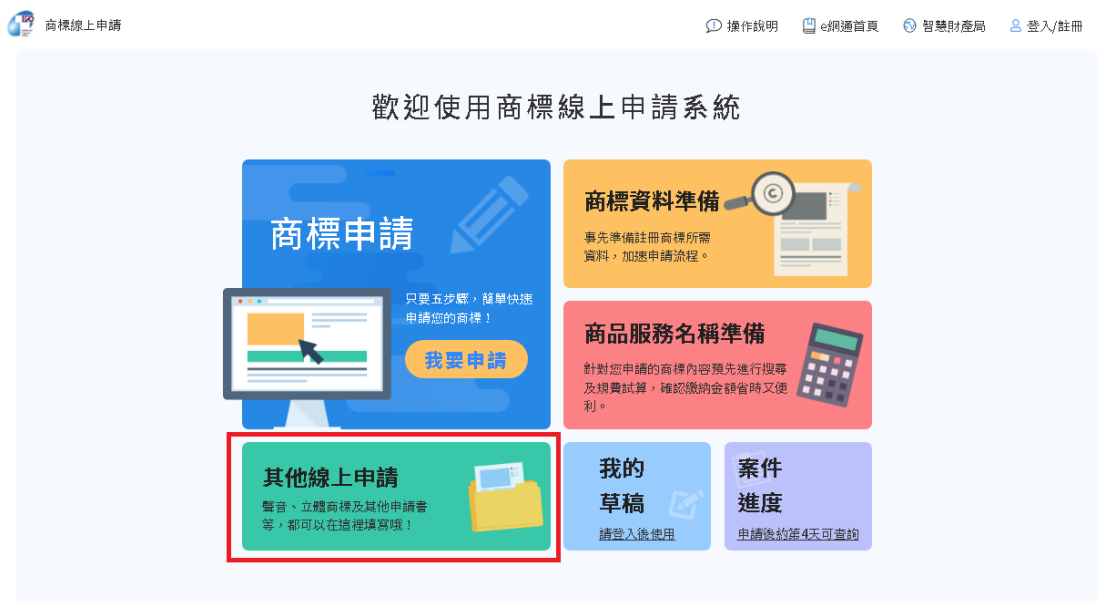 商標線上申請
操作說明
e網通首頁
智慧財產局
登入/註冊
歡迎使用商標線上申請系統
商標申請
只要五步驟,簡單快速
申請您的商標!
我要申請
商標資料準備
事先準備註冊商標所需
資料,加速申請流程。
商品服務名稱準備
針對您申請的商標內容預先進行搜尋
及規費試算,確認繳納金額省時又便
利。
其他線上申請
聲音、立體商標及其他申請書
等,都可以在這裡填寫哦!
我的
草稿
請登入後使用
案件
進度
申請後約第4天可查詢